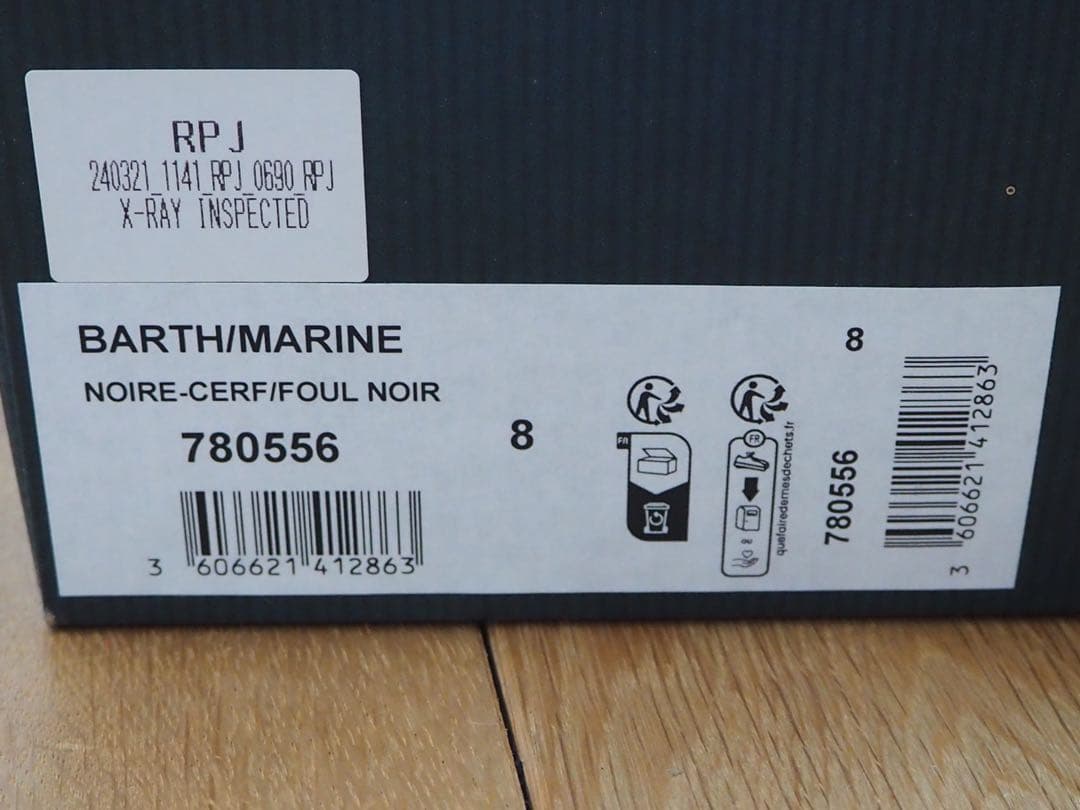 RPJ
240321_1141_RPJ_0690_RPJ
X-RAY INSPECTED
BARTH/MARINE
NOIRE-CERF/FOUL NOIR
780556
8
3 606621 412863
FR
FR
quefairedemesdechets.fr
8
780556
3 606621 412863